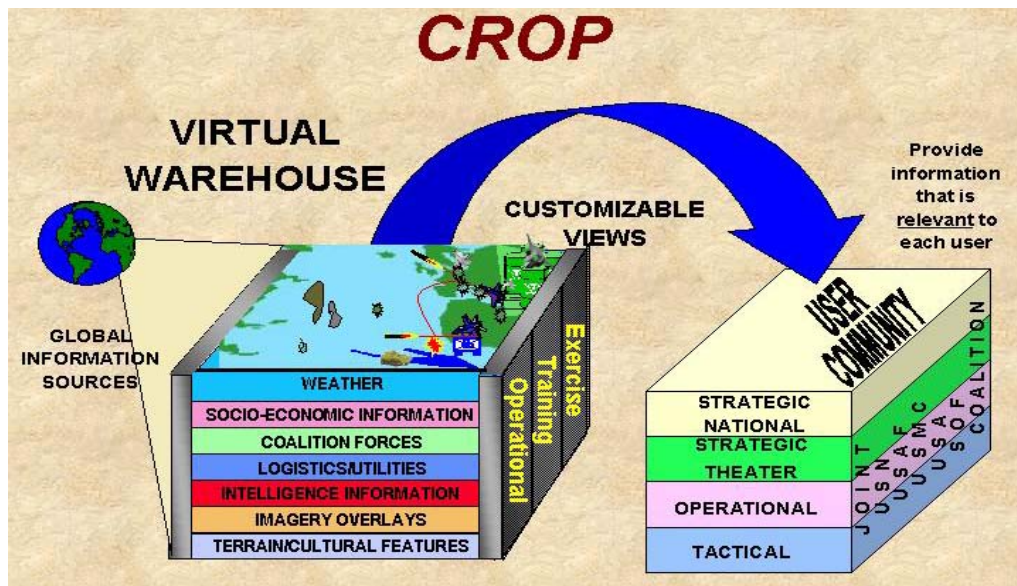 CROP
VIRTUAL
WAREHOUSE
CUSTOMIZABLE
VIEWS
Provide
information
that is
relevant to
each user
GLOBAL
INFORMATION
SOURCES
WEATHER
SOCIO-ECONOMIC INFORMATION
COALITION FORCES
LOGISTICS/UTILITIES
INTELLIGENCE INFORMATION
IMAGERY OVERLAYS
TERRAIN/CULTURAL FEATURES
Operational
Training
Exercise
USER
COMMUNITY
STRATEGIC
NATIONAL
STRATEGIC
THEATER
OPERATIONAL
TACTICAL
JOINT
USN
USAF
USMC
USA
SOF
COALITION